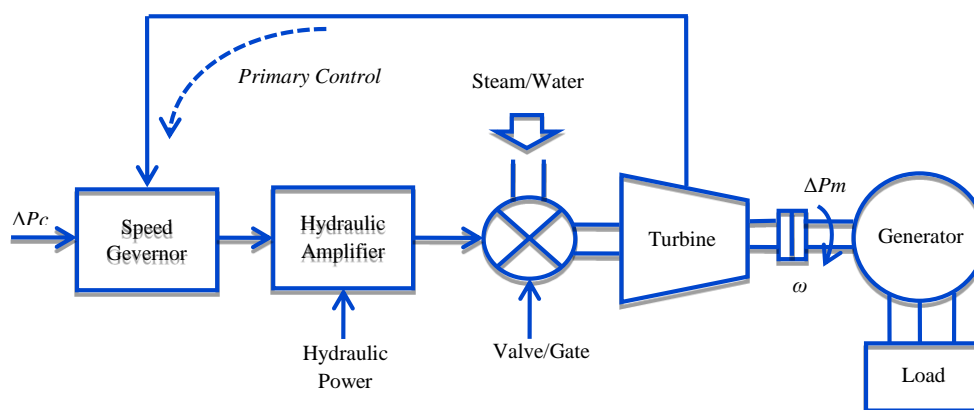 Primary Control
Steam/Water
ΔPc
Speed
Gevernor
Hydraulic
Amplifier
Turbine
ΔPm
Generator
ω
Hydraulic
Power
Valve/Gate
Load